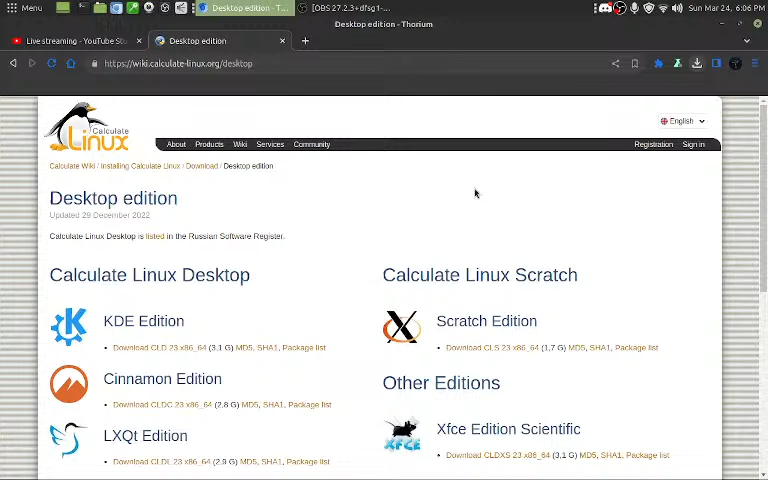 Menu
Desktop edition - T...
[OBS 27.2.3+dfsg1-...
Sun Mar 24, 6:06 PM
Desktop edition - Thorium
Live streaming - YouTube Stu
Desktop edition
https://wiki.calculate-linux.org/desktop
Calculate
Linux
English
About Products Wiki Services Community
Registration Sign in
Calculate Wiki / Installing Calculate Linux / Download / Desktop edition
Desktop edition
Updated 29 December 2022
Calculate Linux Desktop is listed in the Russian Software Register.
Calculate Linux Desktop
KDE Edition
• Download CLD 23 x86_64 (3,1 G) MD5, SHA1, Package list
Cinnamon Edition
• Download CLDC 23 x86_64 (2,8 G) MD5, SHA1, Package list
LXQt Edition
• Download CLDL 23 x86_64 (2,9 G) MD5, SHA1, Package list
Calculate Linux Scratch
Scratch Edition
• Download CLS 23 x86_64 (1,7 G) MD5, SHA1, Package list
Other Editions
XFCE
Xfce Edition Scientific
• Download CLDXS 23 x86_64 (3,1 G) MD5, SHA1, Package list